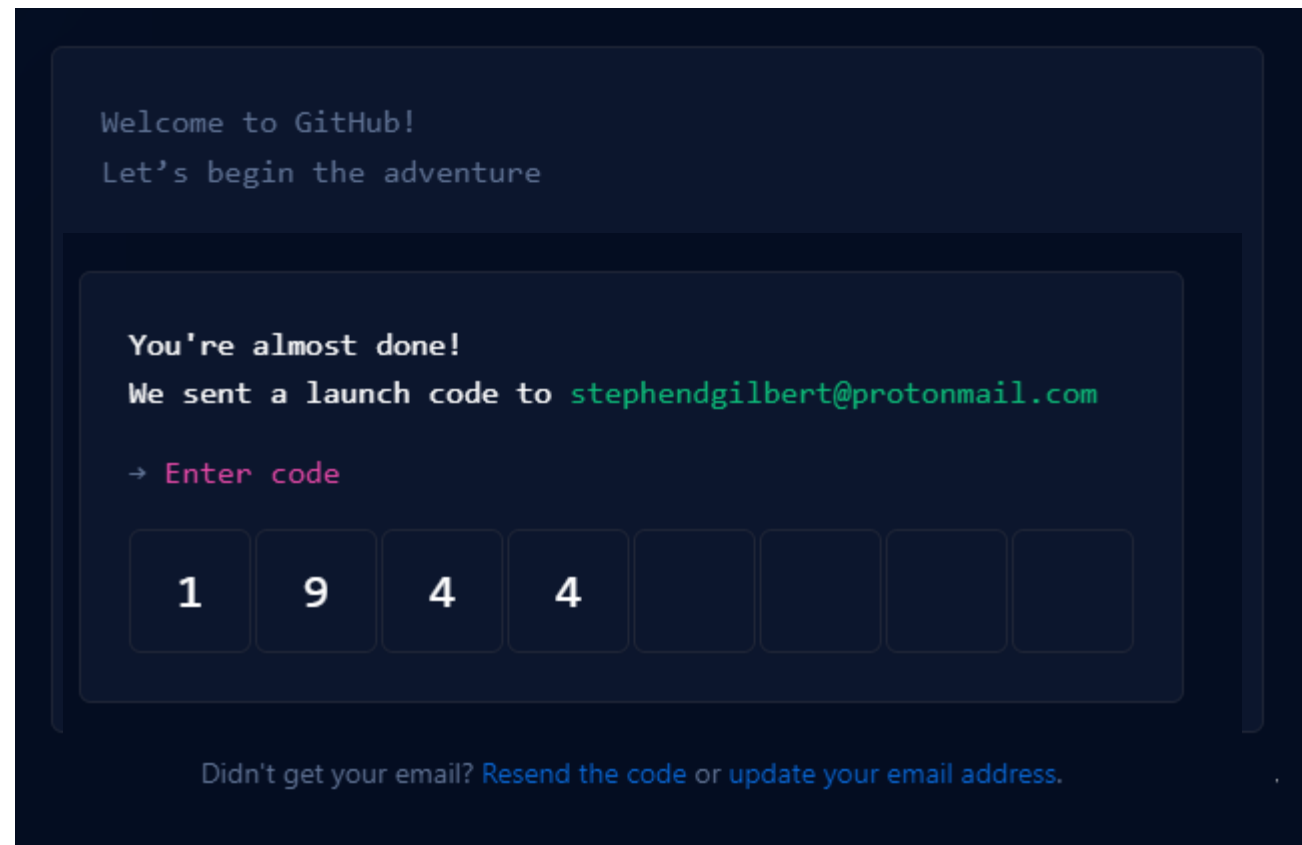 Welcome to GitHub!
Let’s begin the adventure
You're almost done!
We sent a launch code to stephendgilbert@protonmail.com
→ Enter code
1 9 4 4
Didn't get your email? Resend the code or update your email address.